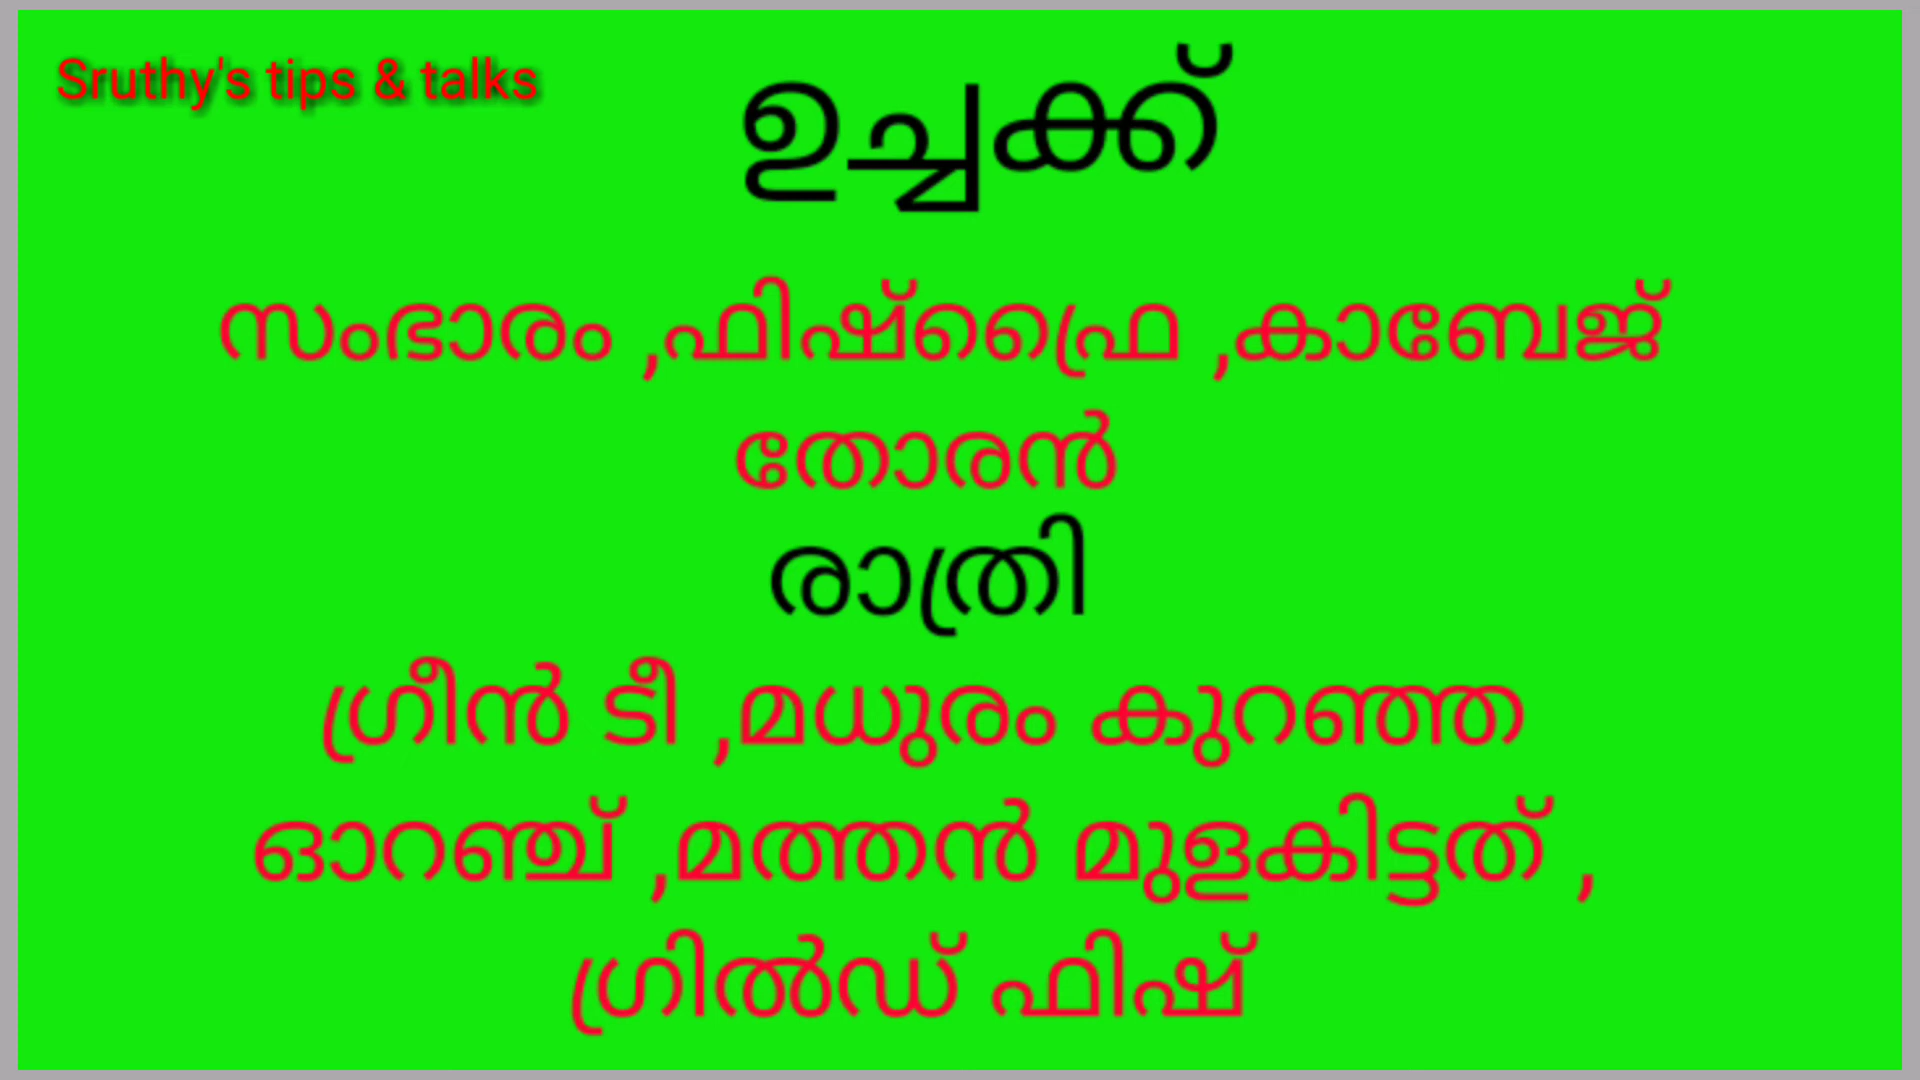 Sruthy's tips & talks
ഉച്ചക്ക്
സംഭാരം ,ഫിഷ്ഫ്രൈ ,കാബേജ്
തോരൻ
രാത്രി
ഗ്രീൻ ടീ ,മധുരം കുറഞ്ഞ
ഓറഞ്ച് ,മത്തൻ മുളകിട്ടത് ,
ഗ്രിൽഡ് ഫിഷ്